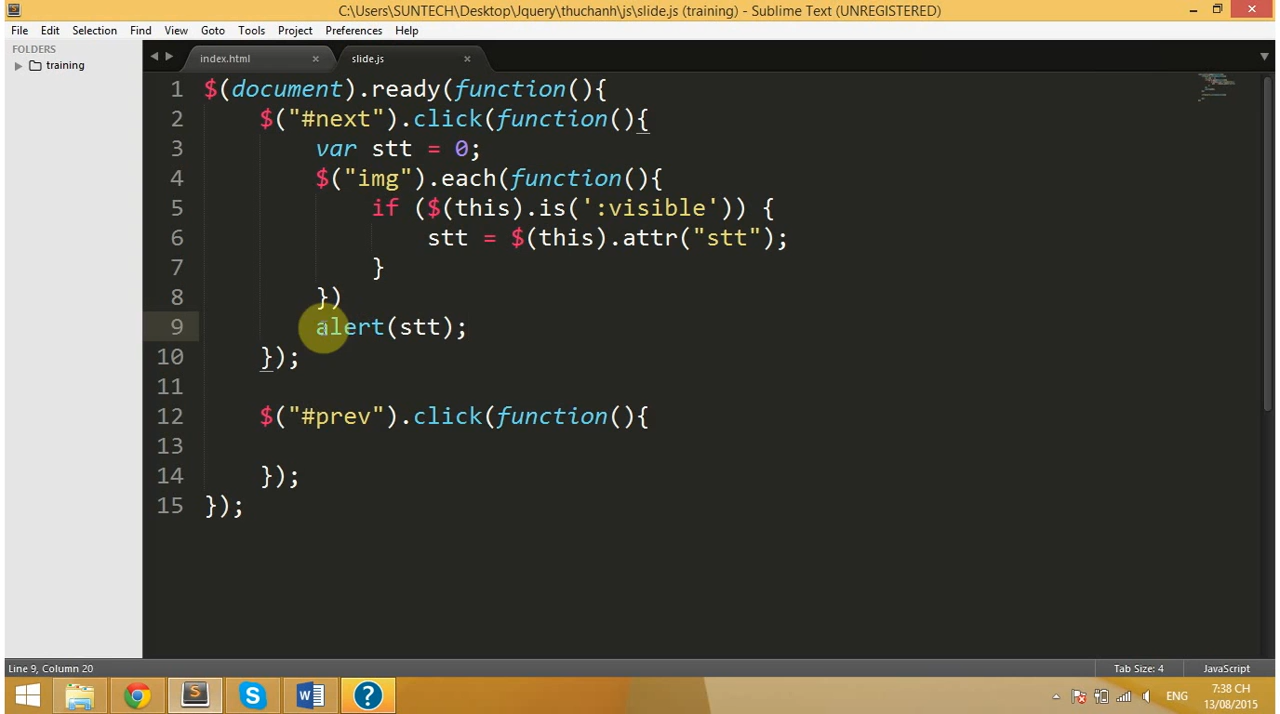 C:\Users\SUNTECH\Desktop\Jquery\thuchanh\js\slide.js (training) - Sublime Text (UNREGISTERED)
File Edit Selection Find View Goto Tools Project Preferences Help
FOLDERS
training
index.html slide.js
1 $(document).ready(function(){
2 $("#next").click(function(){
3 var stt = 0;
4 $("img").each(function(){
5 if ($(this).is(':visible')) {
6 stt = $(this).attr("stt");
7 }
8 })
9 alert(stt);
10 });
11
12 $("#prev").click(function(){
13
14 });
15 });
Line 9, Column 20 Tab Size: 4 JavaScript
ENG 7:38 CH
13/08/2015